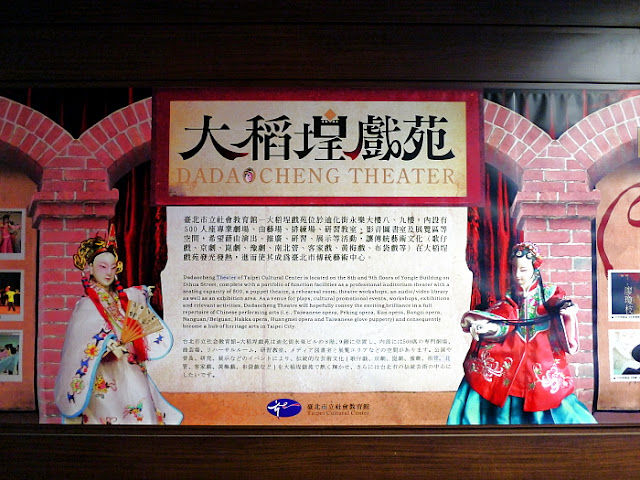 大稻埕戲苑
DADAOCHENG THEATER
臺北市立社會教育館－大稻埕戲苑位於迪化街永樂大樓八、九樓，內設有
500人座專業劇場、曲藝場、排練場、研習教室；影音圖書室及展覽區等
空間，希望藉由演出、推廣、研習、展示等活動，讓傳統藝術文化（歌仔
戲、京劇、崑劇、豫劇、南北管、客家戲、黃梅戲、布袋戲等）在大稻埕
戲苑發光發熱，進而使其成為臺北市傳統藝術中心。
Dadaocheng Theater of Taipei Cultural Center is located on the 8th and 9th floors of Yongle Building on
Dihua Street, complete with a portfolio of function facilities as a professional auditorium theater with a
seating capacity of 500, a puppet theater, a rehearsal room, theater workshops, an audio/video library
as well as an exhibition area. As a venue for plays, cultural promotional events, workshops, exhibitions
and relevant activities, Dadaocheng Theater will hopefully convey the exciting brilliance in a full
repertoire of Chinese performing arts (i.e., Taiwanese opera, Peking opera, Kun opera, Hangzi opera,
Nanguan/Beiguan, Hakka opera, Huangmei opera and Taiwanese glove puppetry) and consequently
become a hub of heritage arts in Taipei City.
臺北市立社會教育館
Taipei Cultural Center